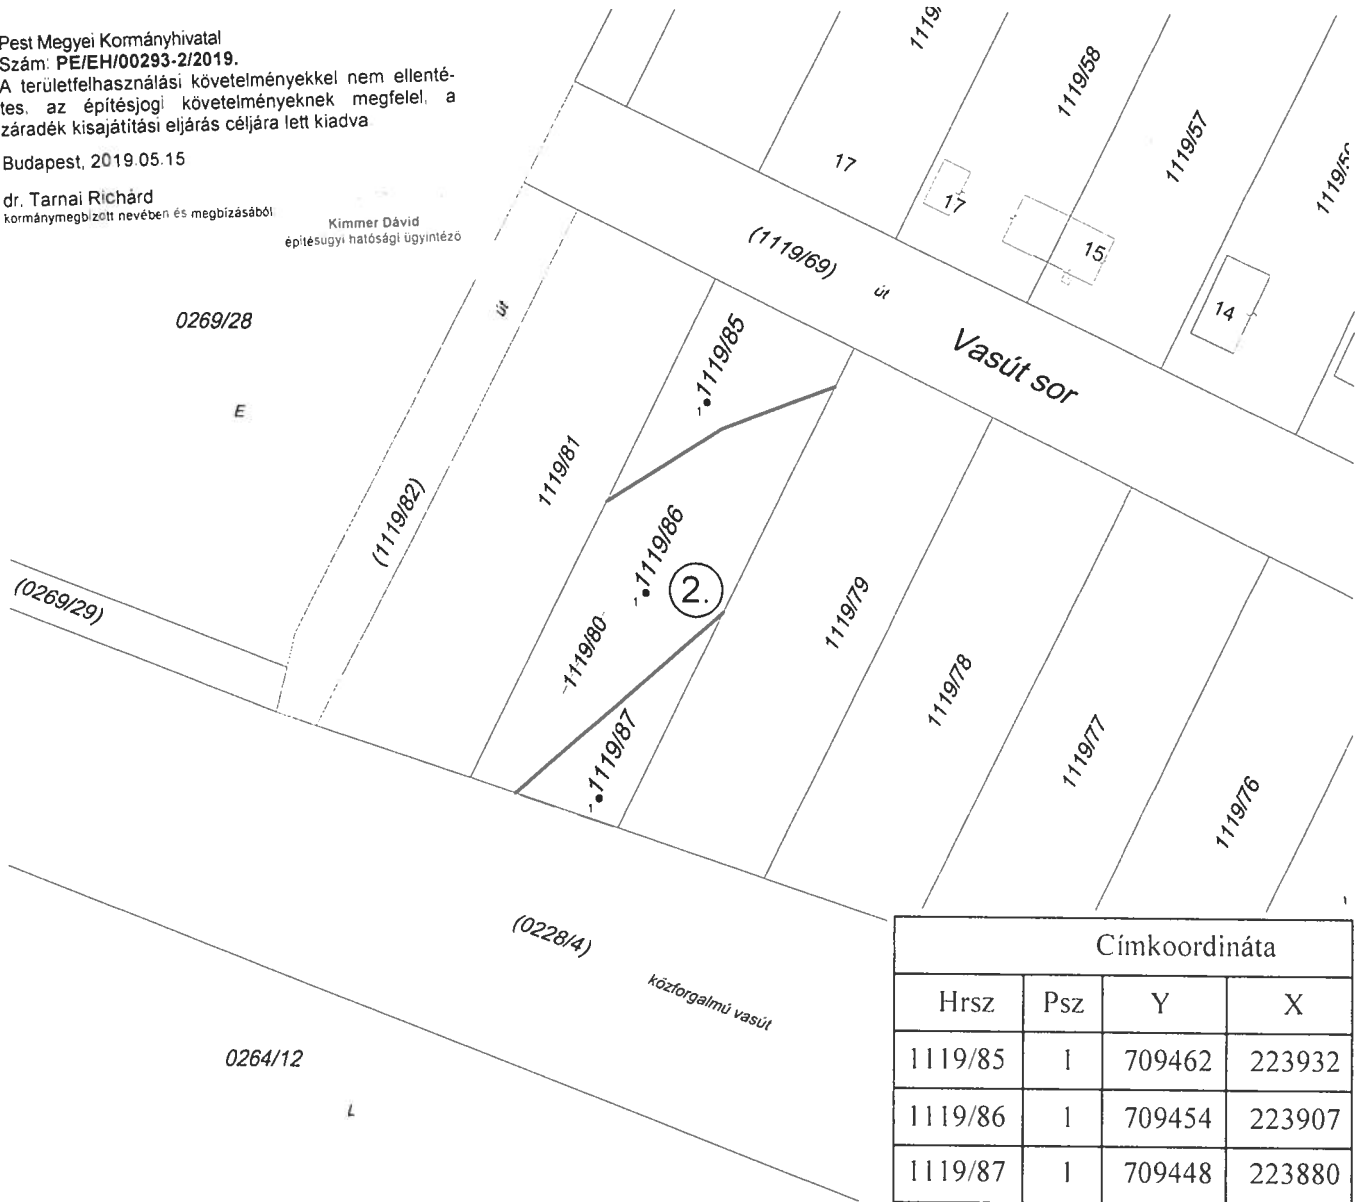 Pest Megyei Kormányhivatal
Szám: PE/EH/00293-2/2019.
A területfelhasználási követelményekkel nem ellenté-
tes, az építésjogi követelményeknek megfelel, a
záradék kisajátítási eljárás céljára lett kiadva
Budapest, 2019.05.15
dr. Tarnai Richárd
kormánymegbízott nevében és megbízásából
Kimmer Dávid
építésügyi hatósági ügyintéző
1119/58
1119/57
17
17
15
14
(1119/69)
út
Vasút sor
0269/28
E
út
(1119/82)
(0269/29)
1119/81
1119/85
1
1119/86
1
2.
1119/80
1119/87
1
1119/79
1119/78
1119/77
1119/76
(0228/4)
közforgalmú vasút
0264/12
L
Címkoordináta
Hrsz Psz Y X
1119/85 1 709462 223932
1119/86 1 709454 223907
1119/87 1 709448 223880